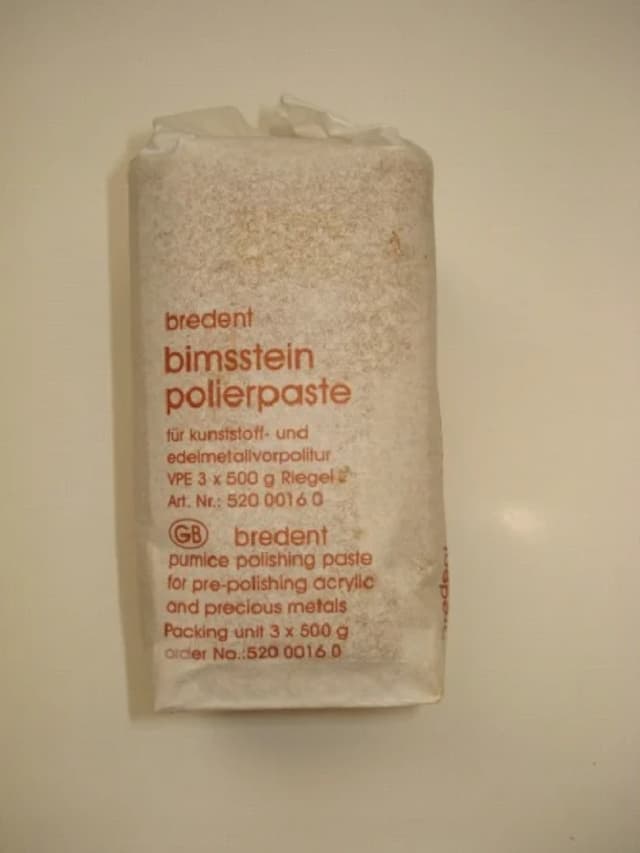 bredent
bimsstein
polierpaste
für kunststoff- und
edelmetallvorpolitur
VPE 3 x 500 g Riegel
Art. Nr.: 520 0016 0
GB bredent
pumice polishing paste
for pre-polishing acrylic
and precious metals
Packing unit 3 x 500 g
order No.:520 0016 0
bredent